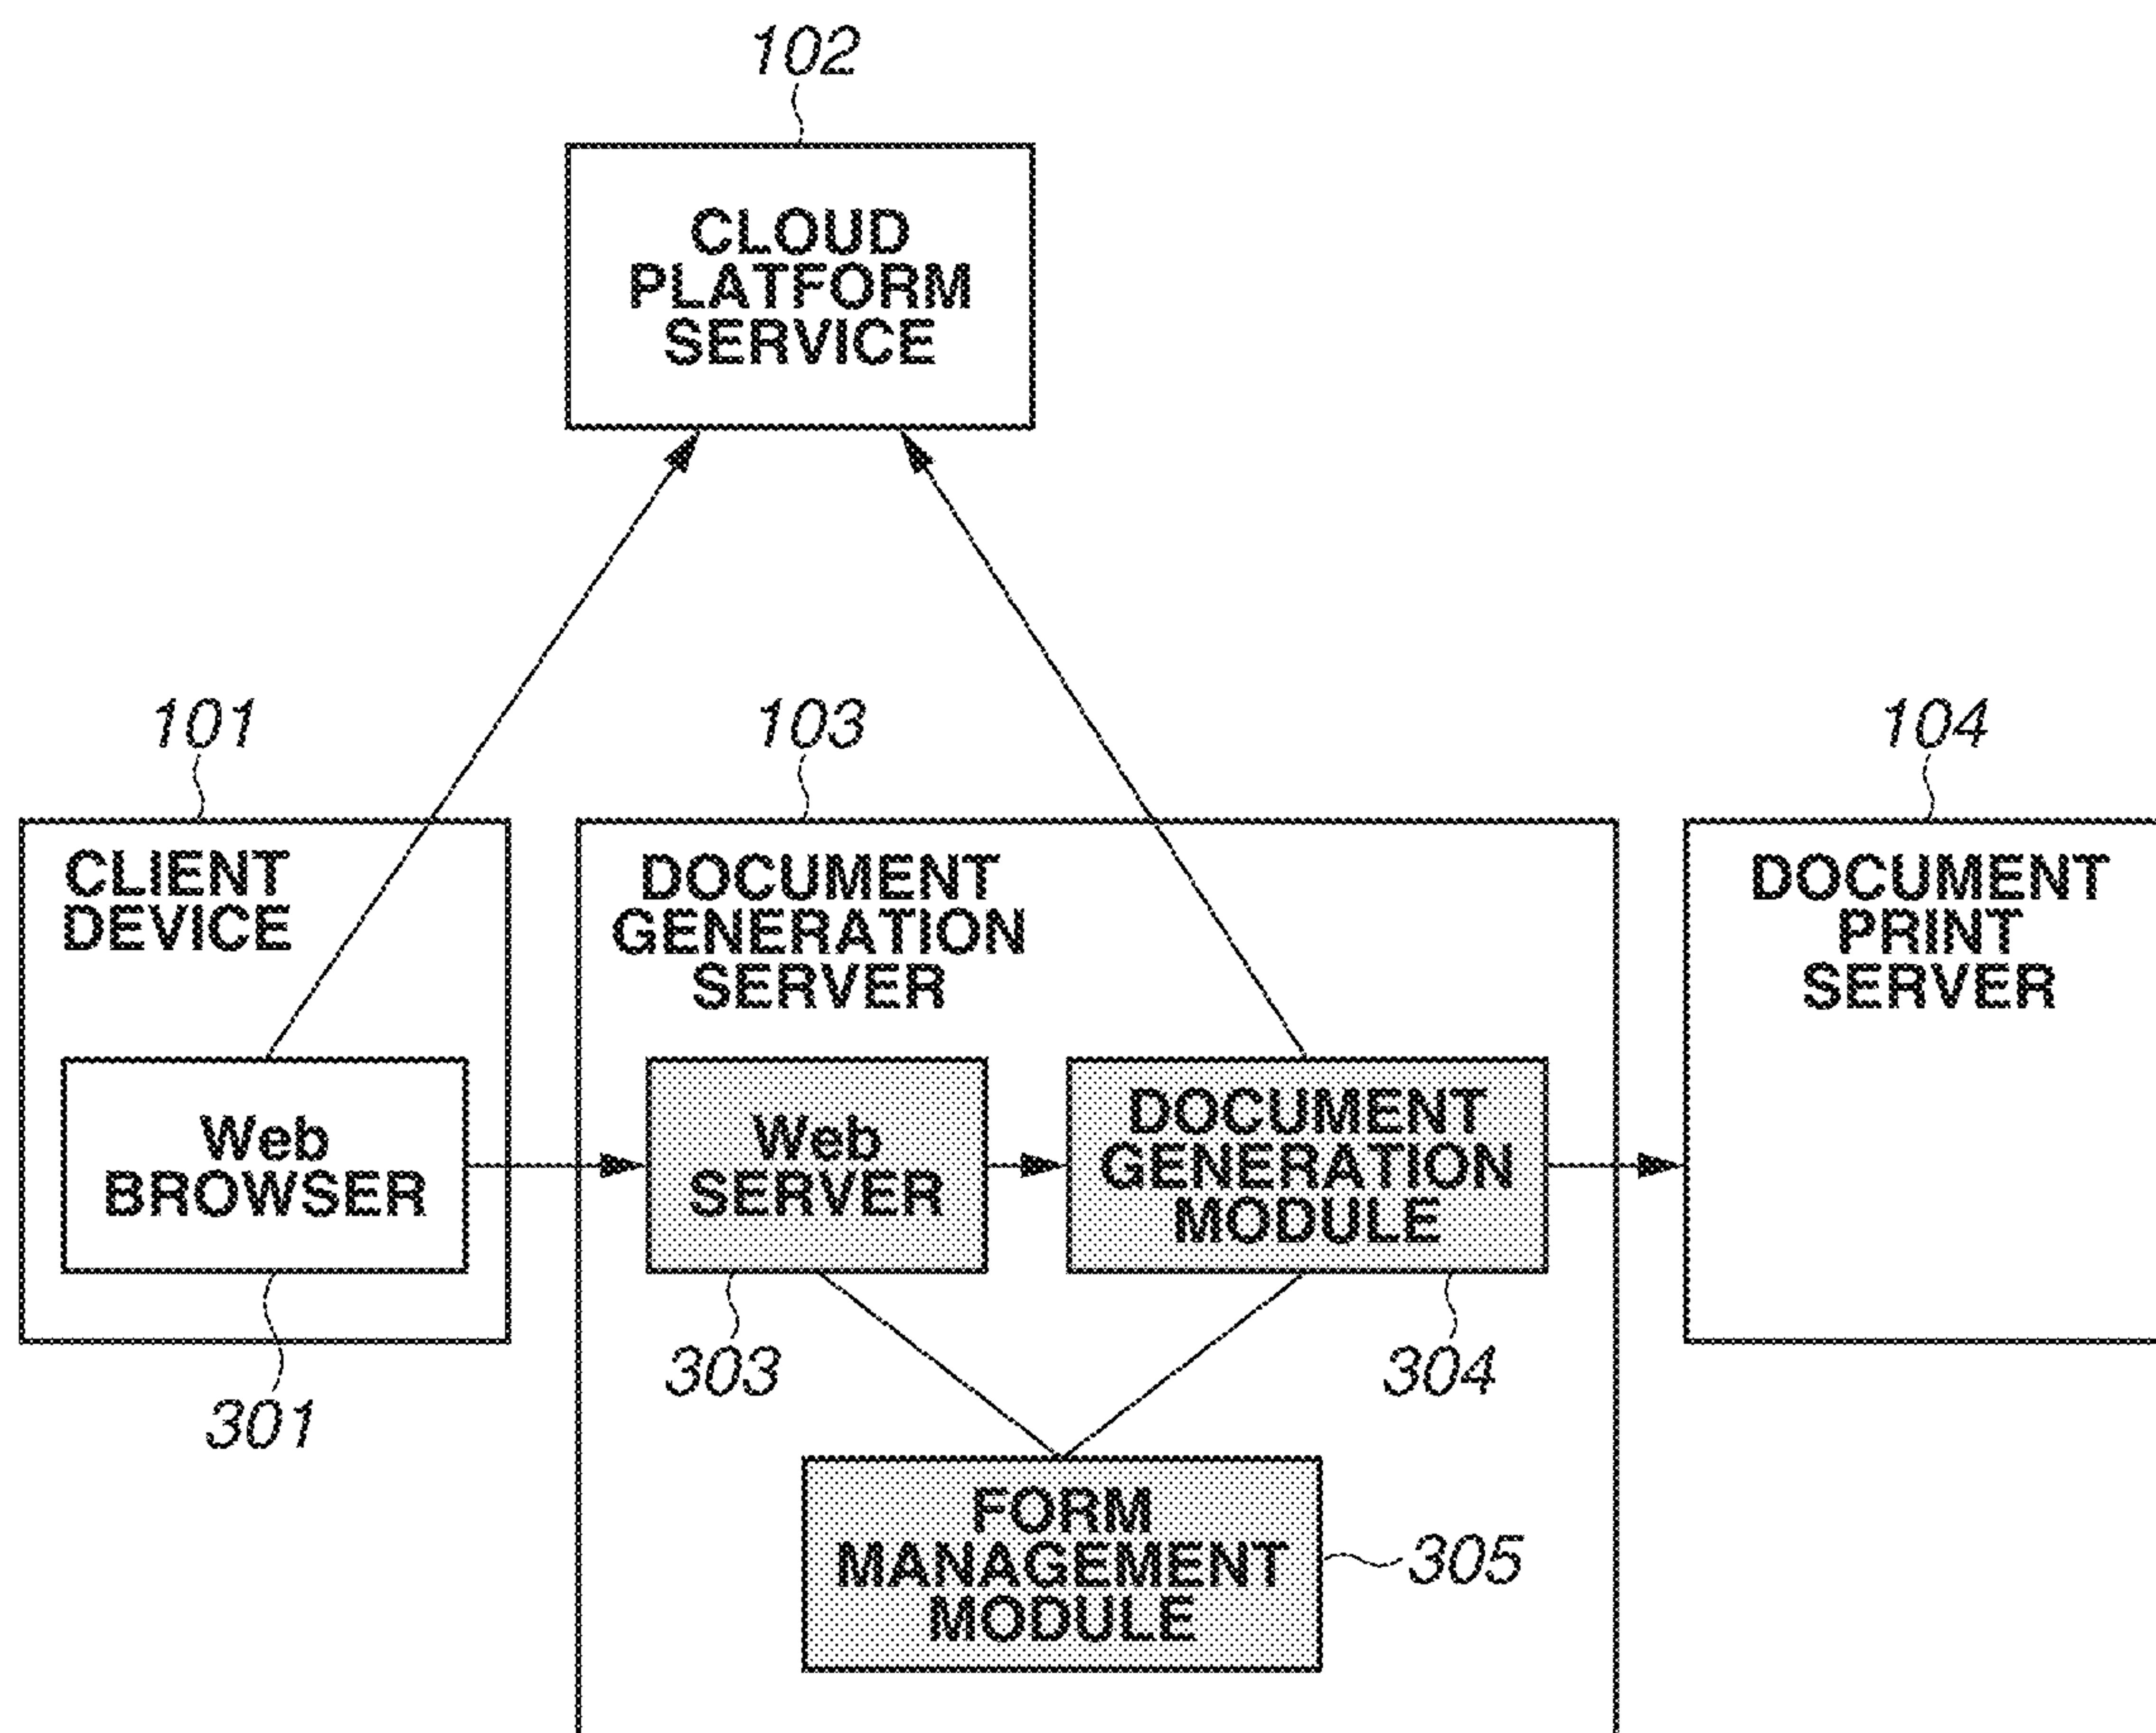 102
CLOUD
PLATFORM
SERVICE
101
103
104
CLIENT
DEVICE
DOCUMENT
GENERATION
SERVER
DOCUMENT
PRINT
SERVER
Web
BROWSER
Web
SERVER
DOCUMENT
GENERATION
MODULE
301
303
304
FORM
MANAGEMENT
MODULE
305